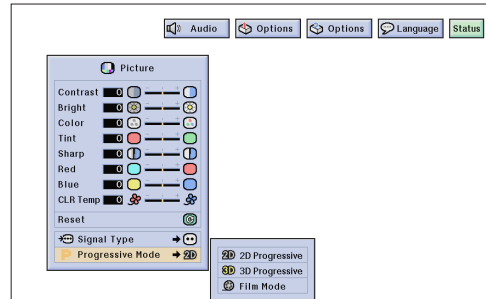 Audio Options Options Language Status
Picture
Contrast 0
Bright 0
Color 0
Tint 0
Sharp 0
Red 0
Blue 0
CLR Temp 0
Reset
Signal Type
P Progressive Mode 2D
2D 2D Progressive
3D 3D Progressive
Film Mode